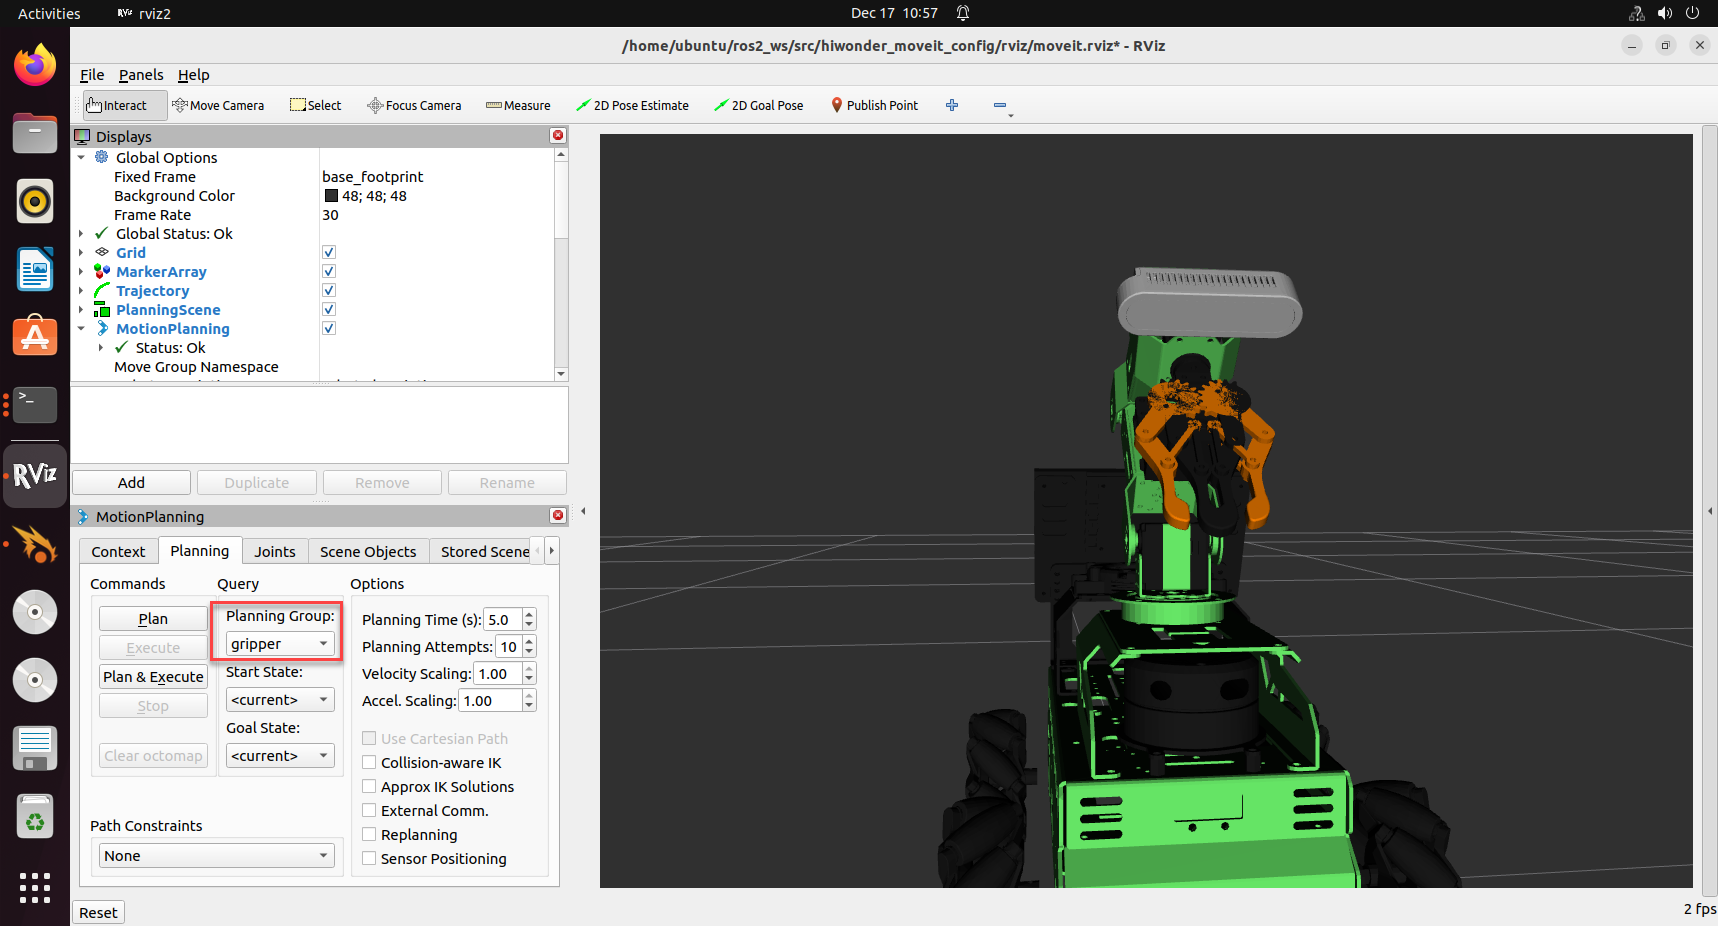 Activities
rviz2
Dec 17 10:57
/home/ubuntu/ros2_ws/src/hiwonder_moveit_config/rviz/moveit.rviz* - RViz
File Panels Help
Interact Move Camera Select Focus Camera Measure 2D Pose Estimate 2D Goal Pose Publish Point
Displays
Global Options
Fixed Frame base_footprint
Background Color 48; 48; 48
Frame Rate 30
Global Status: Ok
Grid
MarkerArray
Trajectory
PlanningScene
MotionPlanning
Status: Ok
Move Group Namespace
Add Duplicate Remove Rename
RViz
MotionPlanning
Context Planning Joints Scene Objects Stored Scene
Commands Query Options
Plan
Execute
Plan & Execute
Stop
Clear octomap
Planning Group:
gripper
Start State:
<current>
Goal State:
<current>
Planning Time (s): 5.0
Planning Attempts: 10
Velocity Scaling: 1.00
Accel. Scaling: 1.00
Use Cartesian Path
Collision-aware IK
Approx IK Solutions
External Comm.
Replanning
Sensor Positioning
Path Constraints
None
Reset
2 fps